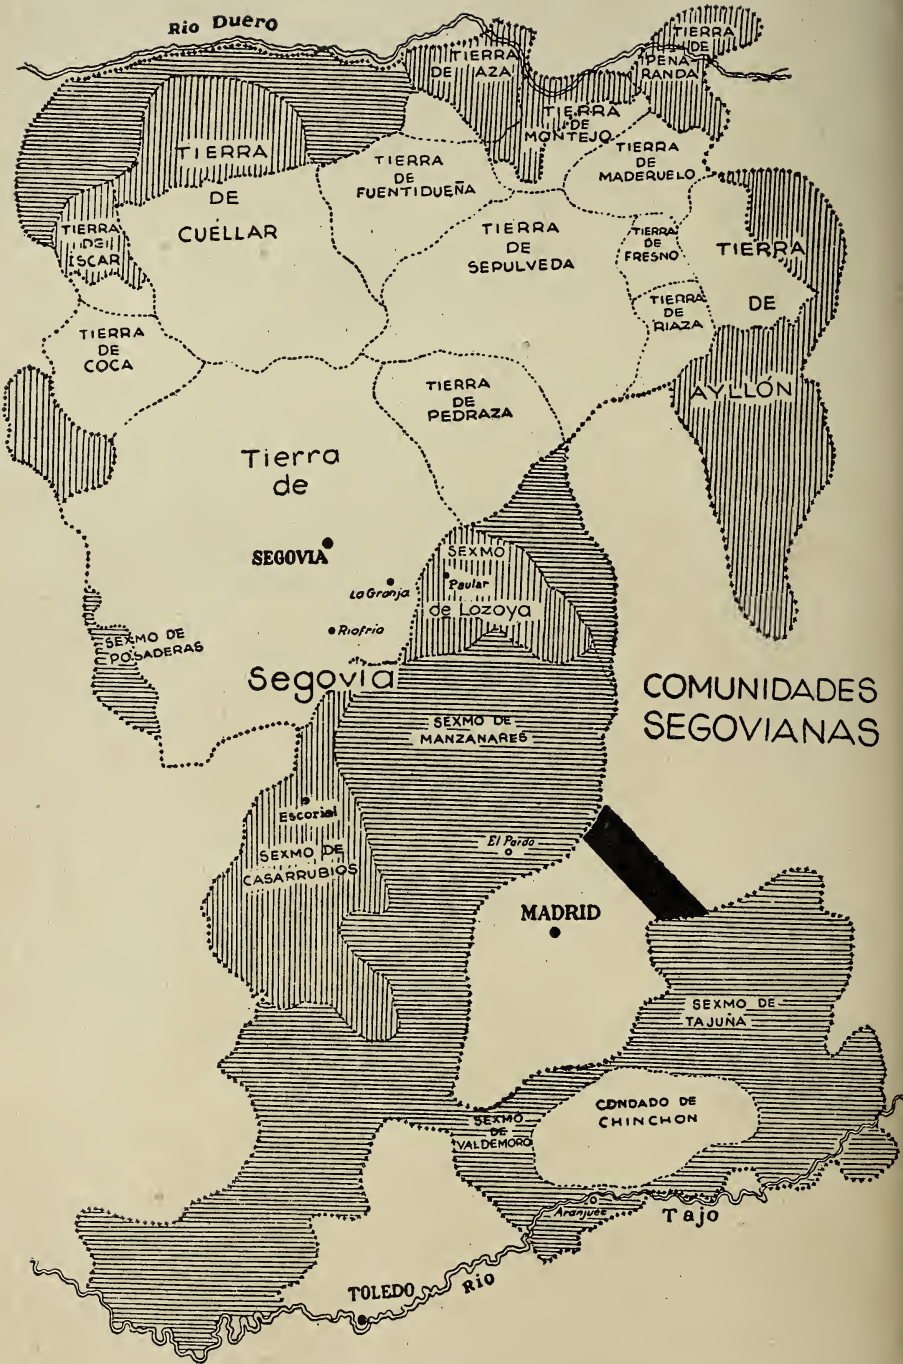 Rio Duero
TIERRA
DE AZA
TIERRA
DE
PEÑA
RANDA
TIERRA
DE
MONTEJO
TIERRA
DE
CUÉLLAR
TIERRA
DE
FUENTIDUEÑA
TIERRA
DE
MADERUELO
TIERRA
DE
ISCAR
TIERRA
DE
SEPULVEDA
TIERRA
DE
FRESNO
TIERRA
DE
AYLLÓN
TIERRA
DE
RIAZA
TIERRA
DE
COCA
TIERRA
DE
PEDRAZA
Tierra
de
Segovia
SEGOVIA
La Granja
Riofrio
SEXMO
de Lozoya
Paular
SEXMO DE
POSADERAS
COMUNIDADES
SEGOVIANAS
SEXMO DE
MANZANARES
Escorial
SEXMO DE
CASARRUBIOS
El Pardo
MADRID
SEXMO DE
TAJUÑA
CONDADO DE
CHINCHON
SEXMO
DE
VALDEMORO
Aranjuez
Rio Tajo
TOLEDO